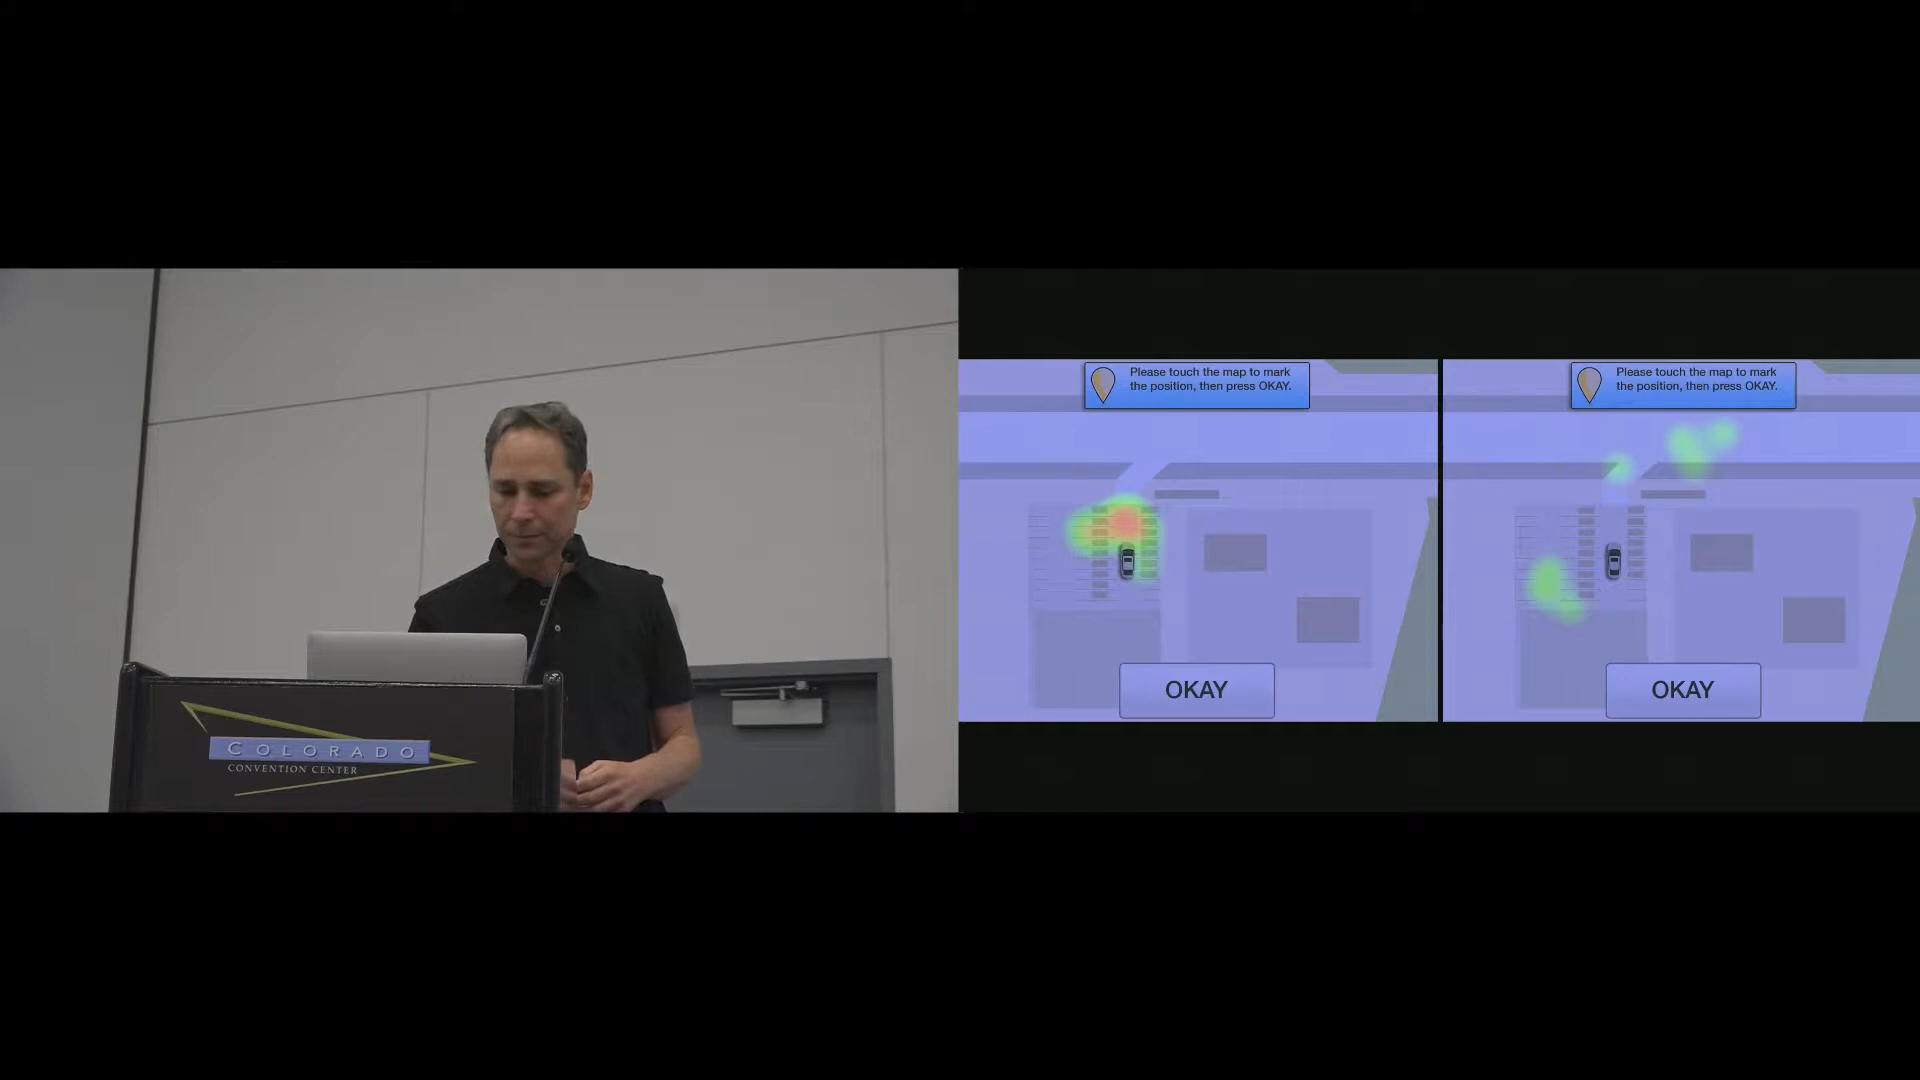 COLORADO
CONVENTION CENTER
Please touch the map to mark
the position, then press OKAY.
OKAY
Please touch the map to mark
the position, then press OKAY.
OKAY